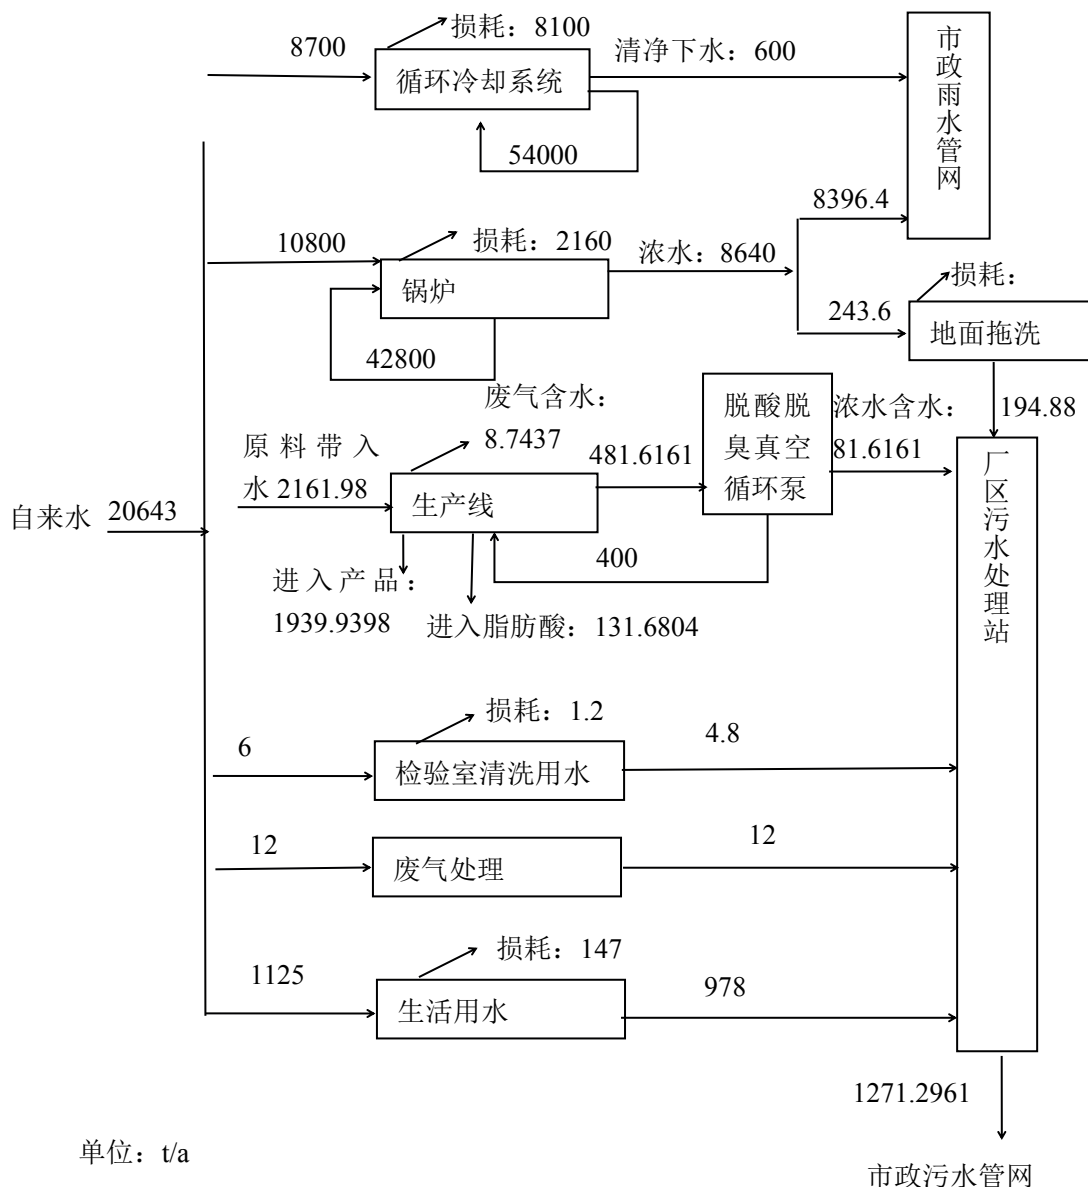 损耗：8100
8700
循环冷却系统
清净下水：600
54000
市政雨水管网
8396.4
10800
损耗：2160
浓水：8640
锅炉
42800
损耗：
243.6
地面拖洗
194.88
废气含水：
8.7437
原料带入
水 2161.98
生产线
481.6161
脱酸脱
臭真空
循环泵
浓水含水：
81.6161
400
自来水
20643
进入产品：
1939.9398
进入脂肪酸：131.6804
厂区污水处理站
6
损耗：1.2
检验室清洗用水
4.8
12
废气处理
12
1125
损耗：147
生活用水
978
1271.2961
单位：t/a
市政污水管网